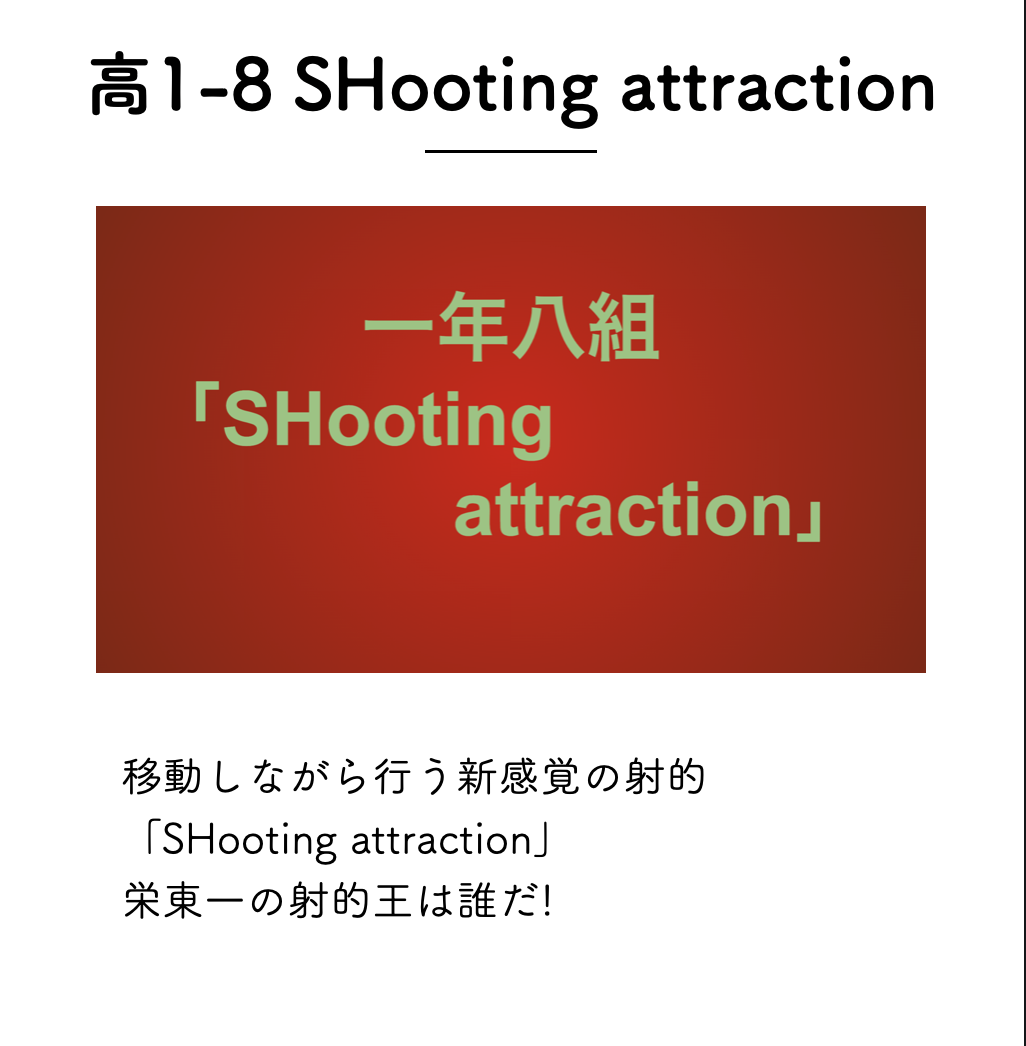 高1-8 SHooting attraction
一年八組
「SHooting
attraction」
移動しながら行う新感覚の射的
「SHooting attraction」
栄東一の射的王は誰だ!